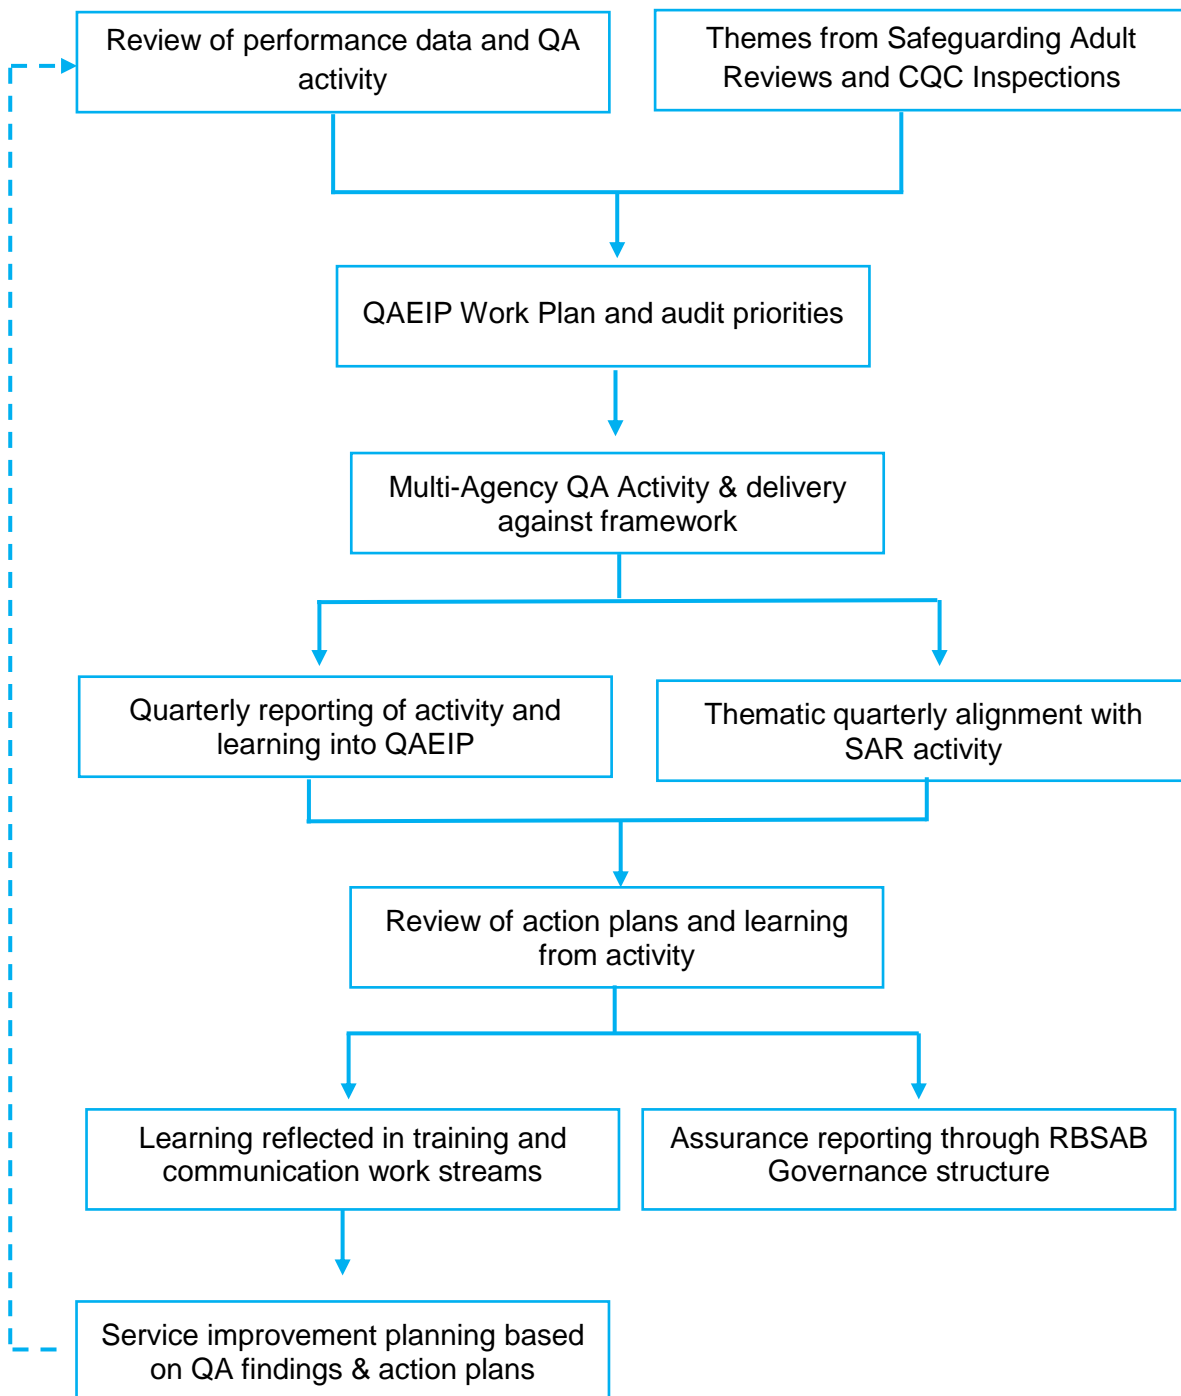 Review of performance data and QA
activity
Themes from Safeguarding Adult
Reviews and CQC Inspections
QAEIP Work Plan and audit priorities
Multi-Agency QA Activity & delivery
against framework
Quarterly reporting of activity and
learning into QAEIP
Thematic quarterly alignment with
SAR activity
Review of action plans and learning
from activity
Learning reflected in training and
communication work streams
Assurance reporting through RBSAB
Governance structure
Service improvement planning based
on QA findings & action plans